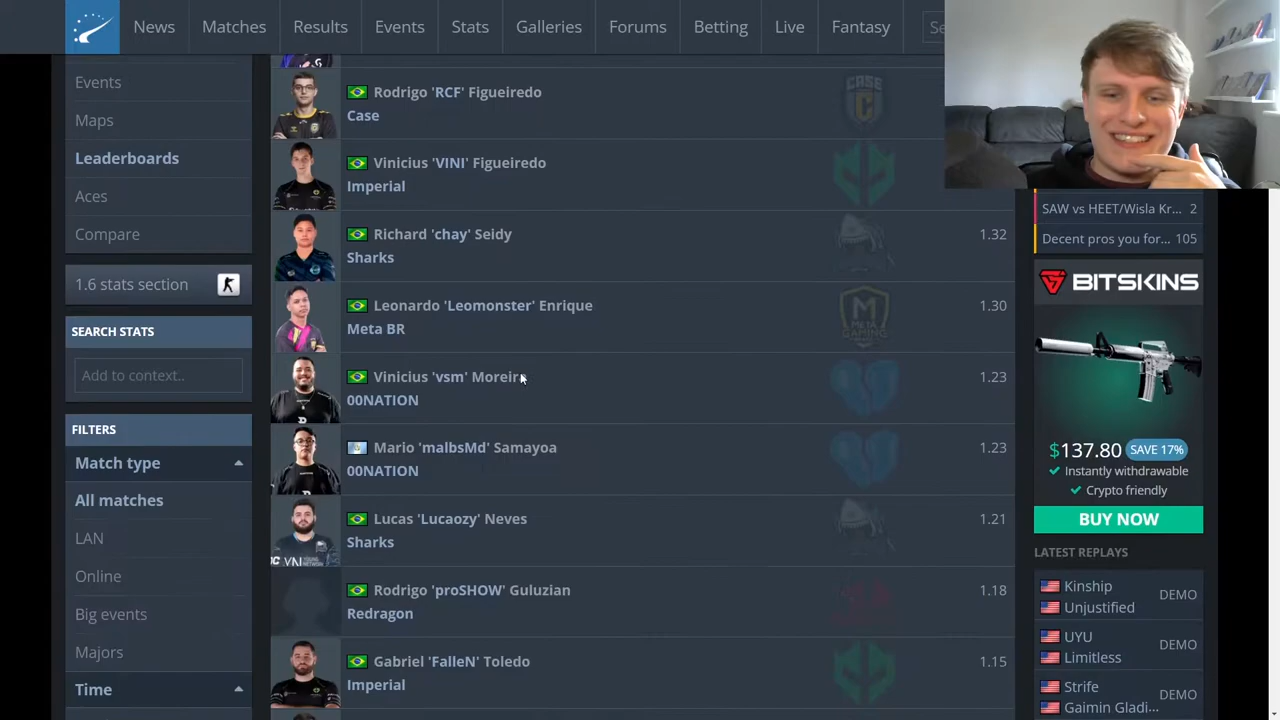 News Matches Results Events Stats Galleries Forums Betting Live Fantasy Se
Events
Maps
Leaderboards
Aces
Compare
1.6 stats section
SEARCH STATS
Add to context..
FILTERS
Match type
All matches
LAN
Online
Big events
Majors
Time
Rodrigo 'RCF' Figueiredo
Case
CASE
Vinicius 'VINI' Figueiredo
Imperial
Richard 'chay' Seidy 1.32
Sharks
Leonardo 'Leomonster' Enrique 1.30
Meta BR
META
GAMING
Vinicius 'vsm' Moreira 1.23
00NATION
Mario 'malbsMd' Samayoa 1.23
00NATION
Lucas 'Lucaozy' Neves 1.21
Sharks
Rodrigo 'proSHOW' Guluzian 1.18
Redragon
Gabriel 'FalleN' Toledo 1.15
Imperial
SAW vs HEET/Wisla Kr... 2
Decent pros you for... 105
BITSKINS
$137.80 SAVE 17%
Instantly withdrawable
Crypto friendly
BUY NOW
LATEST REPLAYS
Kinship
Unjustified
DEMO
UYU
Limitless
DEMO
Strife
Gaimin Gladi...
DEMO